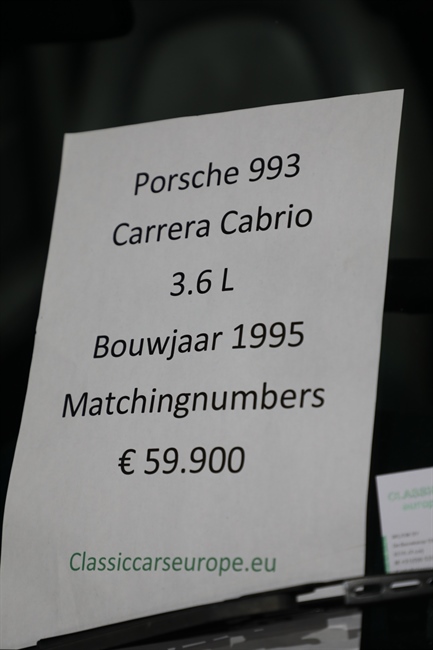 Porsche 993
Carrera Cabrio
3.6 L
Bouwjaar 1995
Matchingnumbers
€ 59.900
Classiccarseurope.eu